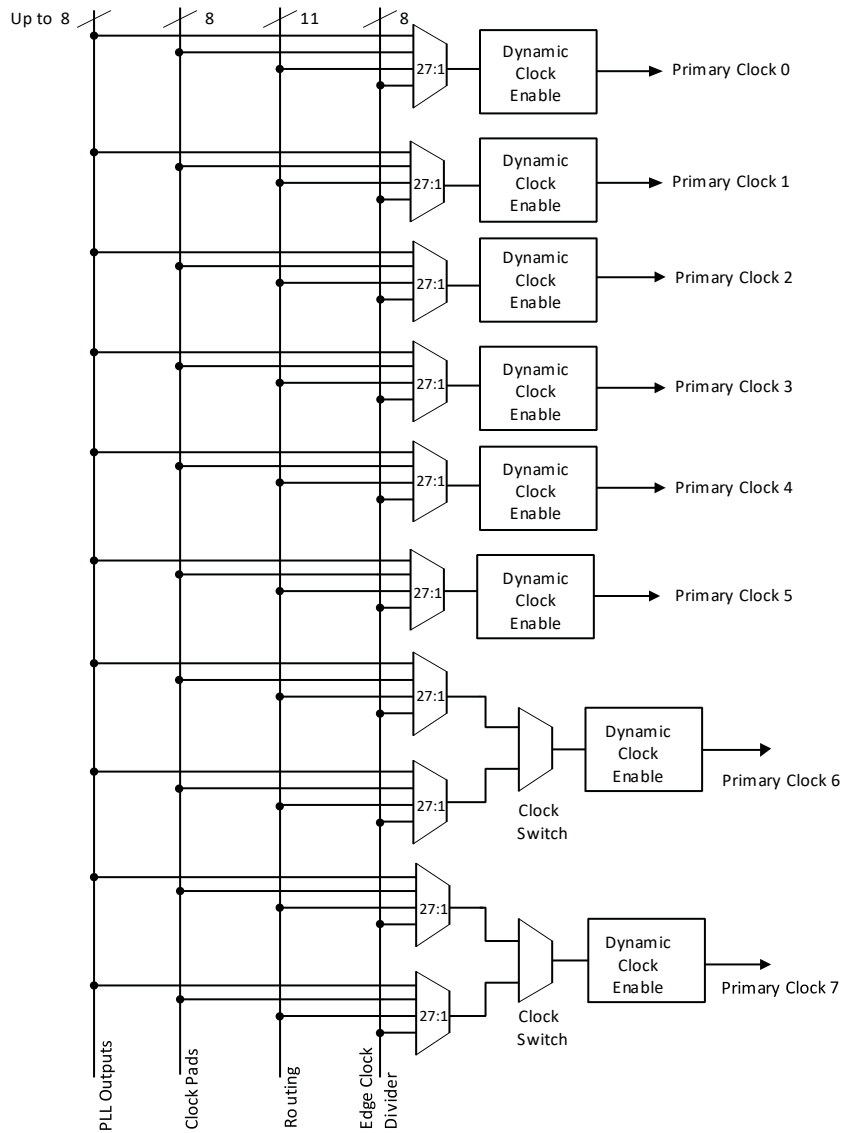 Up to 8
8
11
8
27:1
Dynamic
Clock
Enable
Primary Clock 0
27:1
Dynamic
Clock
Enable
Primary Clock 1
27:1
Dynamic
Clock
Enable
Primary Clock 2
27:1
Dynamic
Clock
Enable
Primary Clock 3
27:1
Dynamic
Clock
Enable
Primary Clock 4
27:1
Dynamic
Clock
Enable
Primary Clock 5
27:1
27:1
Clock
Switch
Dynamic
Clock
Enable
Primary Clock 6
27:1
27:1
Clock
Switch
Dynamic
Clock
Enable
Primary Clock 7
PLL Outputs
Clock Pads
Routing
Edge Clock
Divider